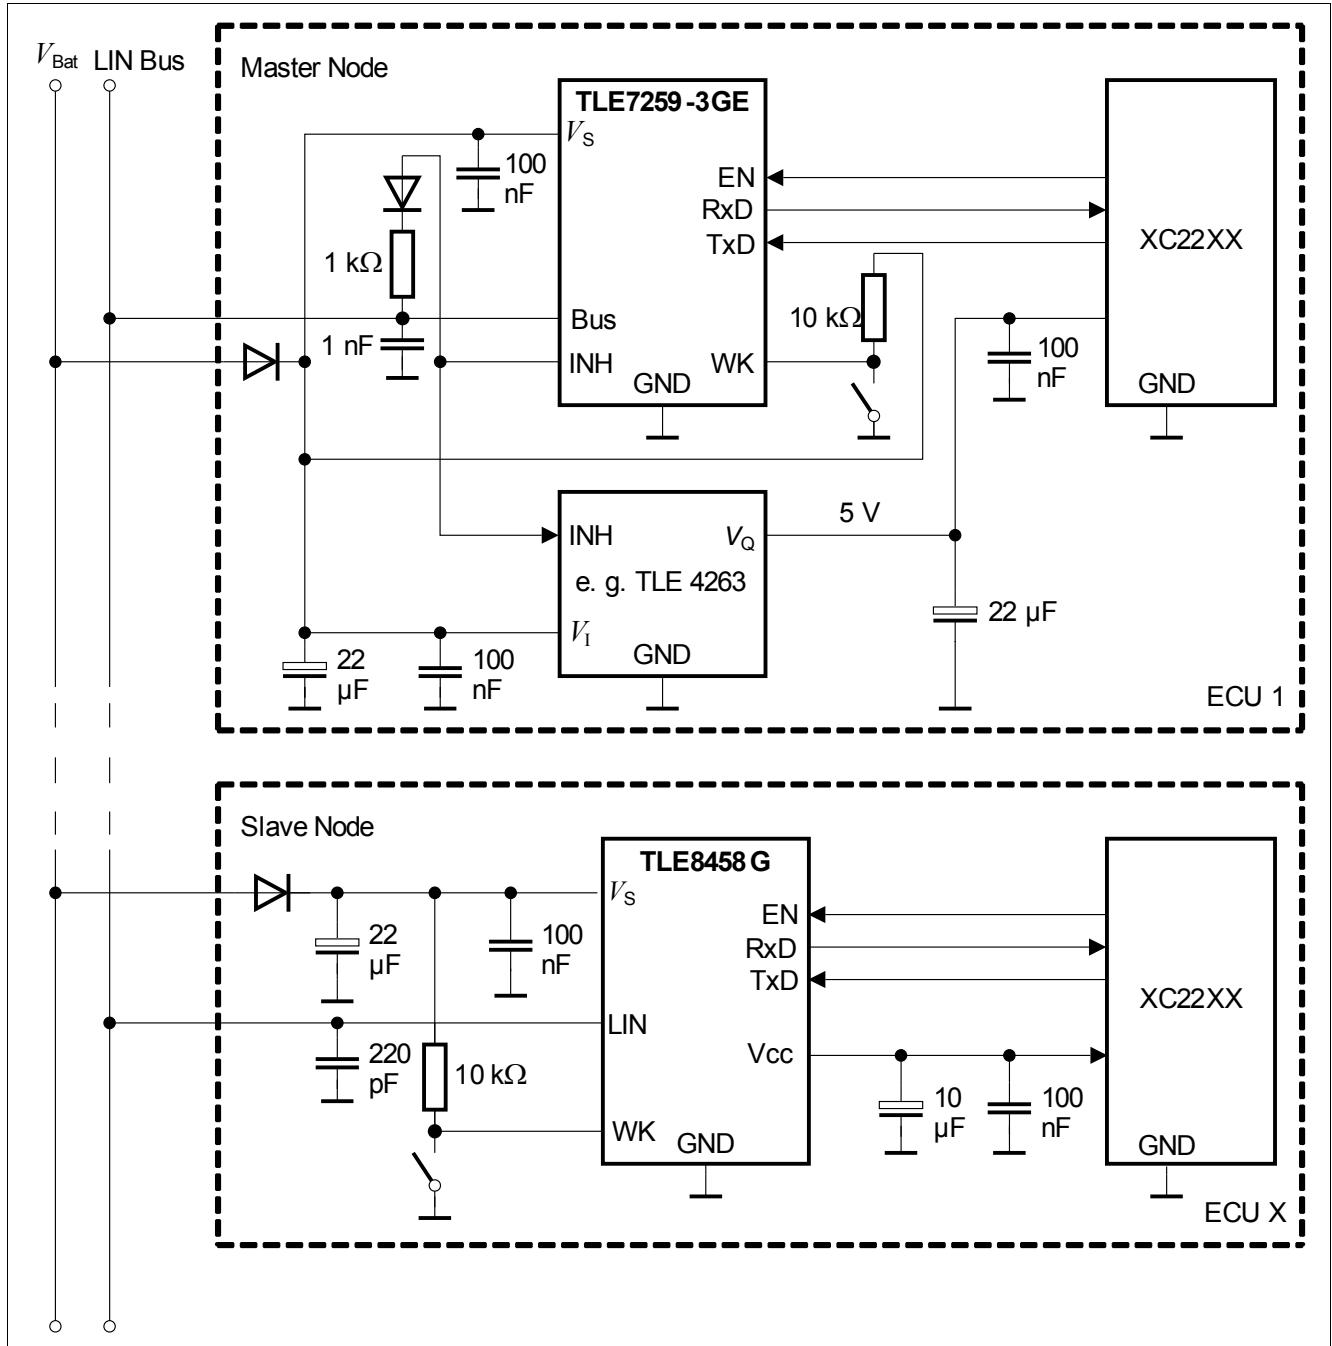 V_Bat LIN Bus
Master Node
TLE7259-3GE
V_S
100
nF
EN
RxD
TxD
XC22XX
1 kΩ
10 kΩ
Bus
1 nF
INH
WK
GND
100
nF
GND
5 V
INH
V_Q
e. g. TLE 4263
V_I
GND
22
µF
100
nF
22 µF
ECU 1
Slave Node
TLE8458 G
V_S
EN
RxD
TxD
XC22XX
22
µF
100
nF
LIN
220
pF
10 kΩ
Vcc
10
µF
100
nF
WK
GND
GND
ECU X